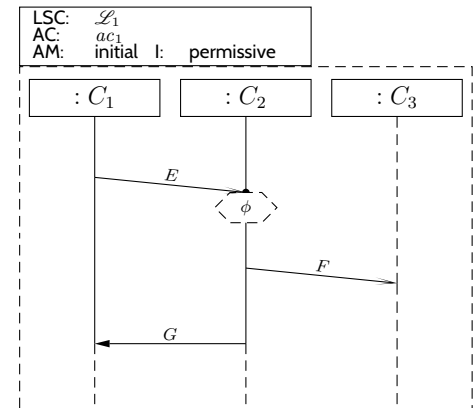 LSC: ℒ₁
AC: ac₁
AM: initial I: permissive
: C₁ : C₂ : C₃
E
ϕ
F
G